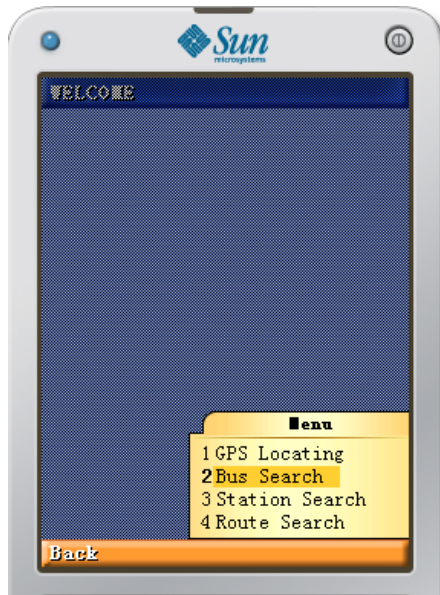 Sun
microsystems
WELCOME
Menu
1 GPS Locating
2 Bus Search
3 Station Search
4 Route Search
Back